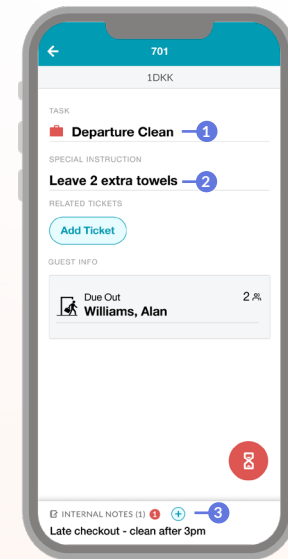 701
1DKK
TASK
Departure Clean 1
SPECIAL INSTRUCTION
Leave 2 extra towels 2
RELATED TICKETS
Add Ticket
GUEST INFO
Due Out 2
Williams, Alan
INTERNAL NOTES (1) 1 + 3
Late checkout - clean after 3pm